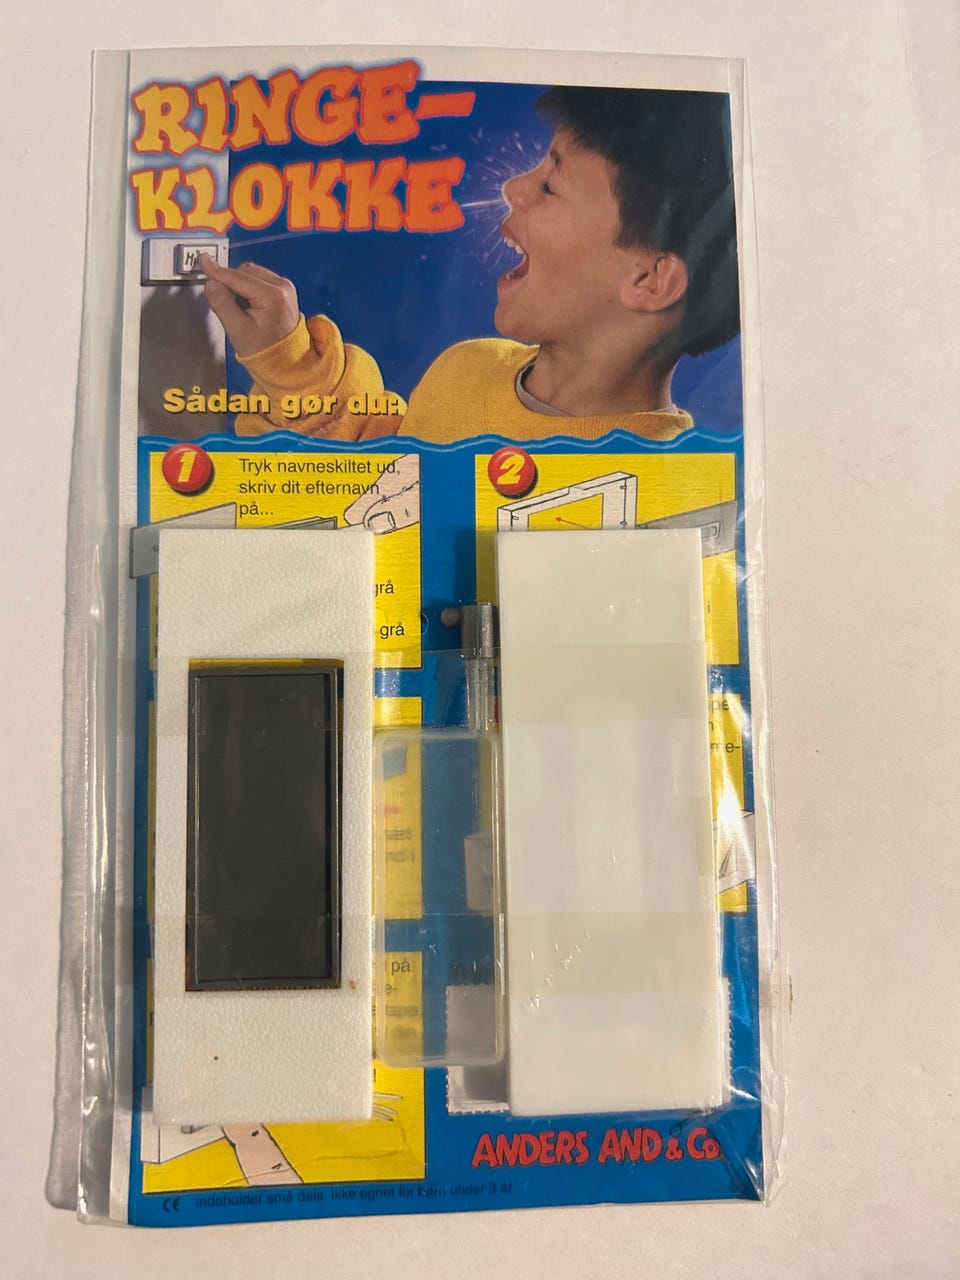 RINGE-
KLOKKE
Sådan gør du:
1
Tryk navneskiltet ud,
skriv dit efternavn
på...
grå
grå
2
i
på
ANDERS AND & Co.
CE indeholder små dele. Ikke egnet for børn under 3 år.